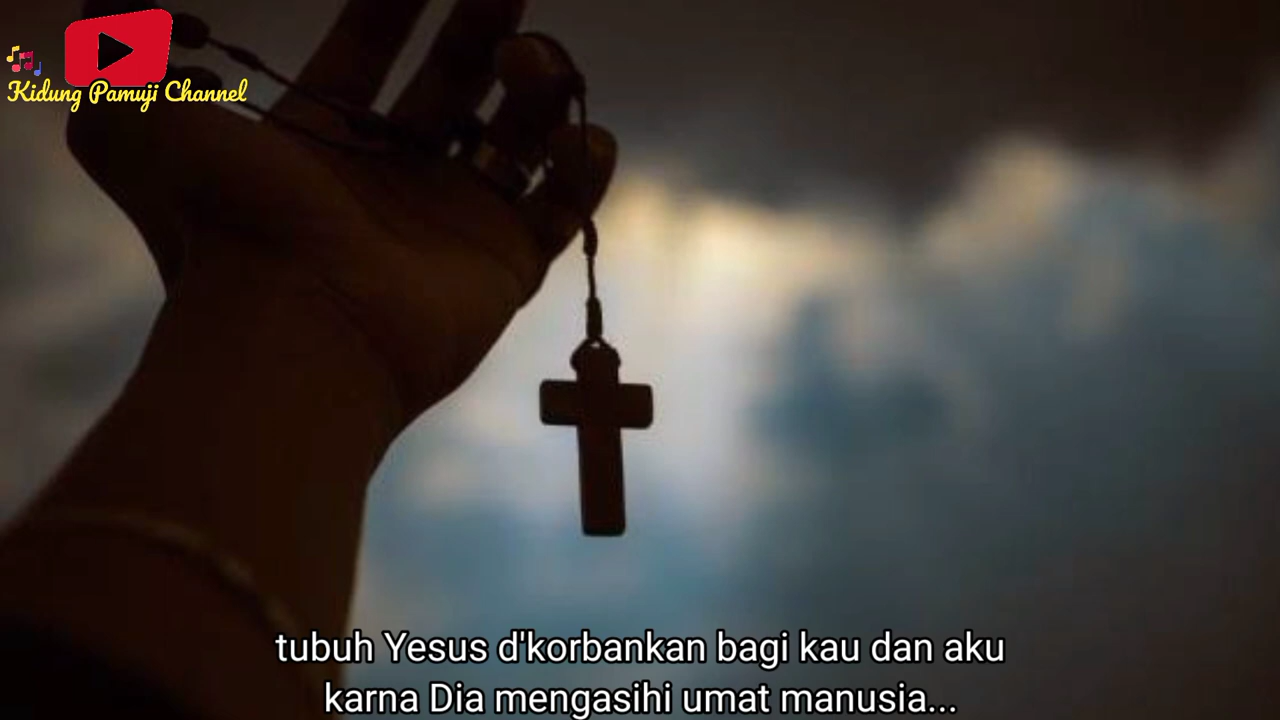 Kidung Pamuji Channel
tubuh Yesus d'korbankan bagi kau dan aku
karna Dia mengasihi umat manusia...